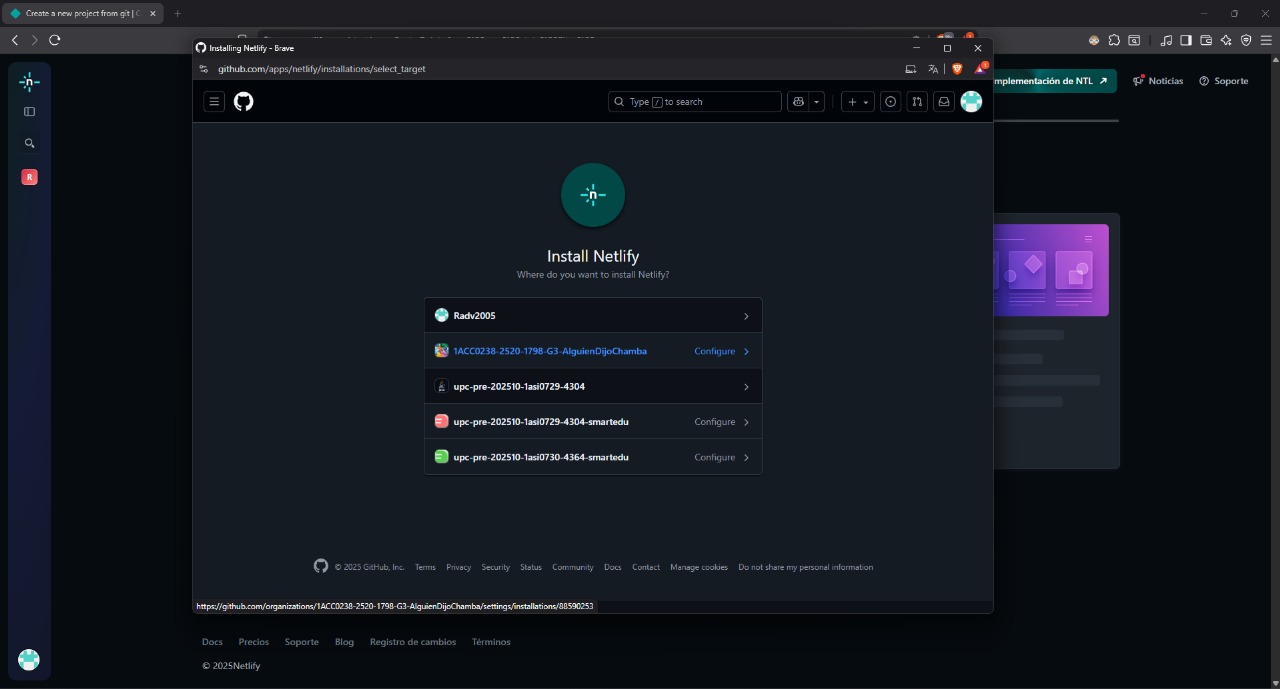 Create a new project from git | C
Installing Netlify - Brave
github.com/apps/netlify/installations/select_target
Type / to search
mplementación de NTL
Noticias
Soporte
n
R
n
Install Netlify
Where do you want to install Netlify?
Radv2005
1ACC0238-2520-1798-G3-AlguienDijoChamba Configure
upc-pre-202510-1asi0729-4304
upc-pre-202510-1asi0729-4304-smartedu Configure
upc-pre-202510-1asi0730-4364-smartedu Configure
© 2025 GitHub, Inc. Terms Privacy Security Status Community Docs Contact Manage cookies Do not share my personal information
https://github.com/organizations/1ACC0238-2520-1798-G3-AlguienDijoChamba/settings/installations/88590253
Docs Precios Soporte Blog Registro de cambios Términos
© 2025Netlify